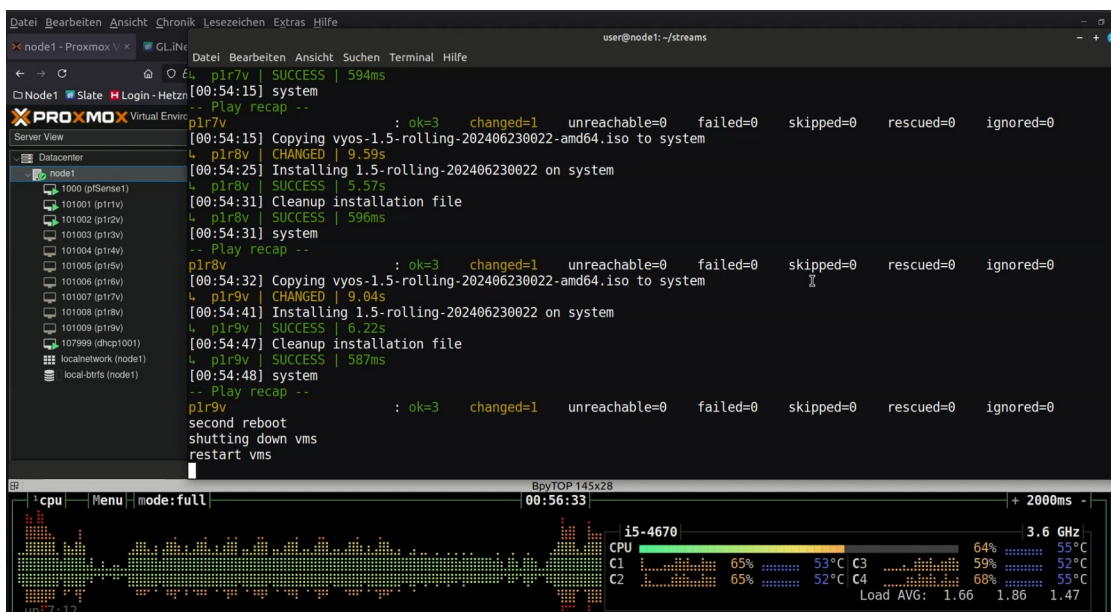 Datei Bearbeiten Ansicht Chronik Lesezeichen Extras Hilfe
node1 - Proxmox V
GL.iNe
Node1 Slate Login - Hetzn
PROXMOX Virtual Enviro
Server View
Datacenter
node1
1000 (pfSense1)
101001 (p1r1v)
101002 (p1r2v)
101003 (p1r3v)
101004 (p1r4v)
101005 (p1r5v)
101006 (p1r6v)
101007 (p1r7v)
101008 (p1r8v)
101009 (p1r9v)
107999 (dhcp1001)
localnetwork (node1)
local-btrfs (node1)
user@node1: ~/streams
Datei Bearbeiten Ansicht Suchen Terminal Hilfe
↳ p1r7v | SUCCESS | 594ms
[00:54:15] system
-- Play recap --
p1r7v : ok=3 changed=1 unreachable=0 failed=0 skipped=0 rescued=0 ignored=0
[00:54:15] Copying vyos-1.5-rolling-202406230022-amd64.iso to system
↳ p1r8v | CHANGED | 9.59s
[00:54:25] Installing 1.5-rolling-202406230022 on system
↳ p1r8v | SUCCESS | 5.57s
[00:54:31] Cleanup installation file
↳ p1r8v | SUCCESS | 596ms
[00:54:31] system
-- Play recap --
p1r8v : ok=3 changed=1 unreachable=0 failed=0 skipped=0 rescued=0 ignored=0
[00:54:32] Copying vyos-1.5-rolling-202406230022-amd64.iso to system
↳ p1r9v | CHANGED | 9.04s
[00:54:41] Installing 1.5-rolling-202406230022 on system
↳ p1r9v | SUCCESS | 6.22s
[00:54:47] Cleanup installation file
↳ p1r9v | SUCCESS | 587ms
[00:54:48] system
-- Play recap --
p1r9v : ok=3 changed=1 unreachable=0 failed=0 skipped=0 rescued=0 ignored=0
second reboot
shutting down vms
restart vms
BpyTOP 145x28
¹cpu Menu mode:full 00:56:33 + 2000ms -
i5-4670 3.6 GHz
CPU 64% 55°C
C1 65% 53°C C3 59% 52°C
C2 65% 52°C C4 68% 55°C
Load AVG: 1.66 1.86 1.47
up 7:12